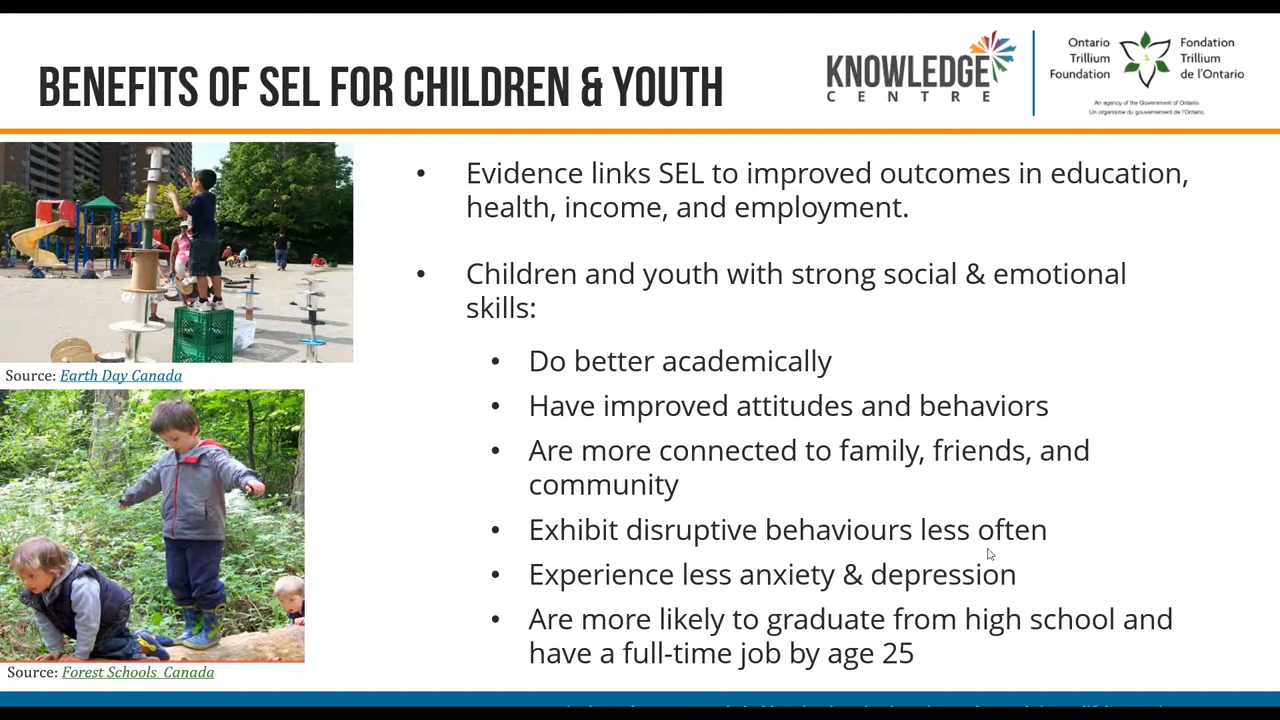 BENEFITS OF SEL FOR CHILDREN & YOUTH
KNOWLEDGE
CENTRE
Ontario
Trillium
Foundation
Fondation
Trillium
de l'Ontario
An agency of the Government of Ontario.
Un organisme du gouvernement de l'Ontario.
• Evidence links SEL to improved outcomes in education,
health, income, and employment.
• Children and youth with strong social & emotional
skills:
• Do better academically
• Have improved attitudes and behaviors
• Are more connected to family, friends, and
community
• Exhibit disruptive behaviours less often
• Experience less anxiety & depression
• Are more likely to graduate from high school and
have a full-time job by age 25
Source: Earth Day Canada
Source: Forest Schools Canada